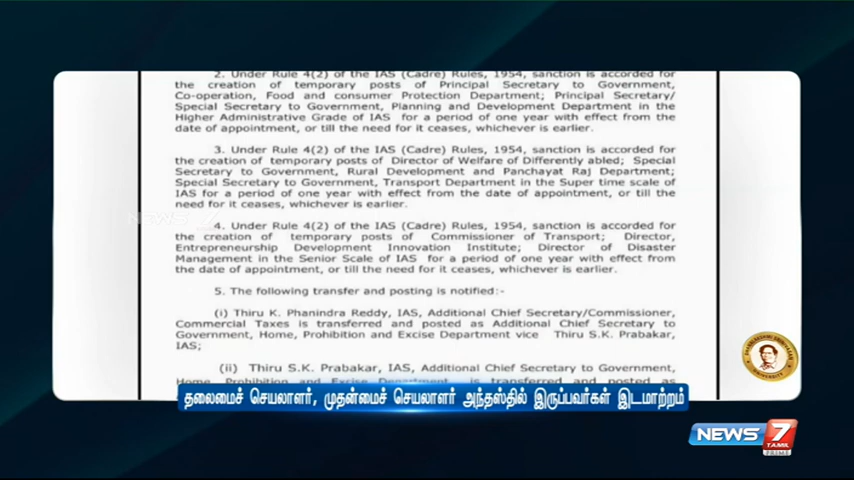 2. Under Rule 4(2) of the IAS (Cadre) Rules, 1954, sanction is accorded for
the creation of temporary posts of Principal Secretary to Government,
Co-operation, Food and consumer Protection Department; Principal Secretary/
Special Secretary to Government, Planning and Development Department in the
Higher Administrative Grade of IAS for a period of one year with effect from the
date of appointment, or till the need for it ceases, whichever is earlier.
3. Under Rule 4(2) of the IAS (Cadre) Rules, 1954, sanction is accorded for
the creation of temporary posts of Director of Welfare of Differently abled; Special
Secretary to Government, Rural Development and Panchayat Raj Department;
Special Secretary to Government, Transport Department in the Super time scale of
IAS for a period of one year with effect from the date of appointment, or till the
need for it ceases, whichever is earlier.
4. Under Rule 4(2) of the IAS (Cadre) Rules, 1954, sanction is accorded for
the creation of temporary posts of Commissioner of Transport; Director,
Entrepreneurship Development Innovation Institute; Director of Disaster
Management in the Senior Scale of IAS for a period of one year with effect from
the date of appointment, or till the need for it ceases, whichever is earlier.
5. The following transfer and posting is notified:-
(i) Thiru K. Phanindra Reddy, IAS, Additional Chief Secretary/Commissioner,
Commercial Taxes is transferred and posted as Additional Chief Secretary to
Government, Home, Prohibition and Excise Department vice Thiru S.K. Prabakar,
IAS;
(ii) Thiru S.K. Prabakar, IAS, Additional Chief Secretary to Government,
Home, Prohibition and Excise Department is transferred and posted as
தலைமைச் செயலாளர், முதன்மைச் செயலாளர் அந்தஸ்தில் இருப்பவர்கள் இடமாற்றம்
NEWS 7
NEWS 7
TAMIL
PRIME